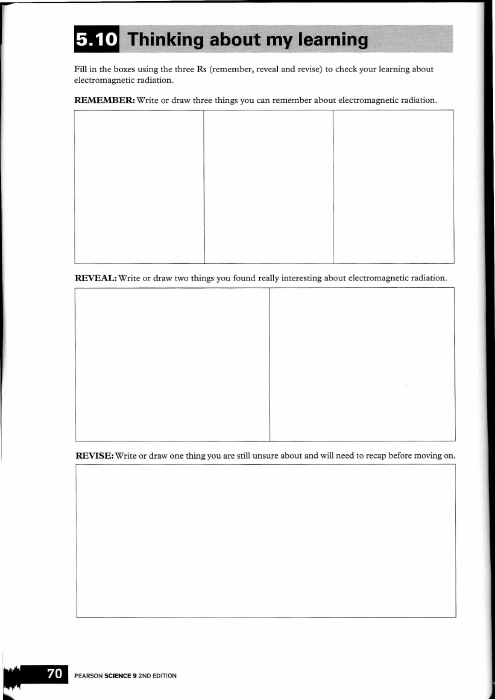 5.10 Thinking about my learning
Fill in the boxes using the three Rs (remember, reveal and revise) to check your learning about
electromagnetic radiation.
REMEMBER: Write or draw three things you can remember about electromagnetic radiation.
REVEAL: Write or draw two things you found really interesting about electromagnetic radiation.
REVISE: Write or draw one thing you are still unsure about and will need to recap before moving on.
70 PEARSON SCIENCE 9 2ND EDITION